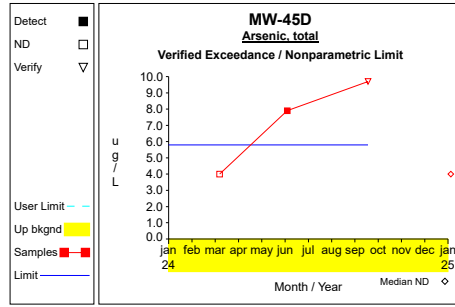 Detect
ND
Verify
User Limit
Up bkgnd
Samples
Limit
MW-45D
Arsenic, total
Verified Exceedance / Nonparametric Limit
ug/L
10.0
9.0
8.0
7.0
6.0
5.0
4.0
3.0
2.0
1.0
0.0
jan feb mar apr may jun jul aug sep oct nov dec jan
24 25
Month / Year
Median ND